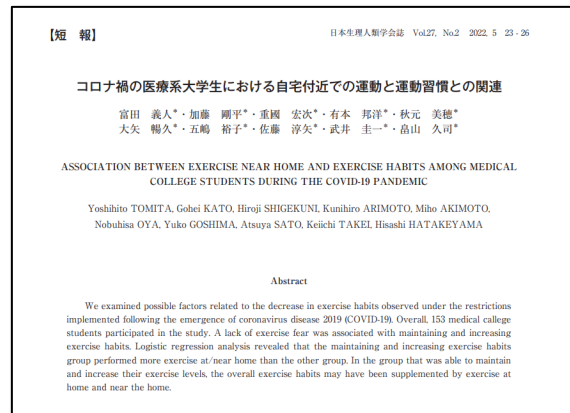 【短 報】
日本生理人類学会誌 Vol.27, No.2 2022, 5 23 - 26
コロナ禍の医療系大学生における自宅付近での運動と運動習慣との関連
富田 義人*・加藤 剛平*・重國 宏次*・有本 邦洋*・秋元 美穂*
大矢 暢久*・五嶋 裕子*・佐藤 淳矢*・武井 圭一*・畠山 久司*
ASSOCIATION BETWEEN EXERCISE NEAR HOME AND EXERCISE HABITS AMONG MEDICAL
COLLEGE STUDENTS DURING THE COVID-19 PANDEMIC
Yoshihito TOMITA, Gohei KATO, Hiroji SHIGEKUNI, Kunihiro ARIMOTO, Miho AKIMOTO,
Nobuhisa OYA, Yuko GOSHIMA, Atsuya SATO, Keiichi TAKEI, Hisashi HATAKEYAMA
Abstract
We examined possible factors related to the decrease in exercise habits observed under the restrictions
implemented following the emergence of coronavirus disease 2019 (COVID-19). Overall, 153 medical callege
students participated in the study. A lack of exercise fear was associated with maintaining and increasing
exercise habits. Logistic regression analysis revealed that the maintaining and increasing exercise habits
group performed more exercise at/near home than the other group. In the group that was able to maintain
and increase their exercise levels, the overall exercise habits may have been supplemented by exercise at
home and near the home.